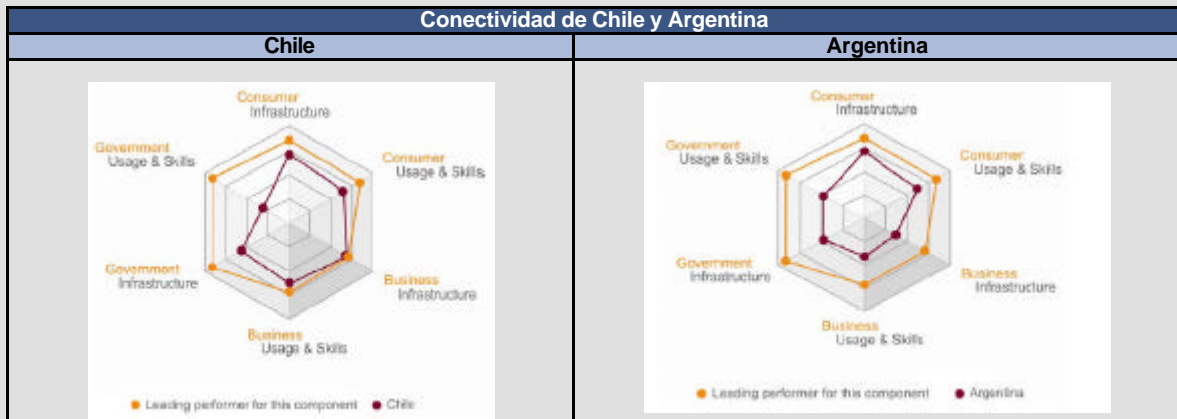 Conectividad de Chile y Argentina
Chile
Argentina
Consumer
Infrastructure
Government
Usage & Skills
Consumer
Usage & Skills
Government
Infrastructure
Business
Infrastructure
Business
Usage & Skills
Leading performer for this component
Chile
Consumer
Infrastructure
Government
Usage & Skills
Consumer
Usage & Skills
Government
Infrastructure
Business
Infrastructure
Business
Usage & Skills
Leading performer for this component
Argentina